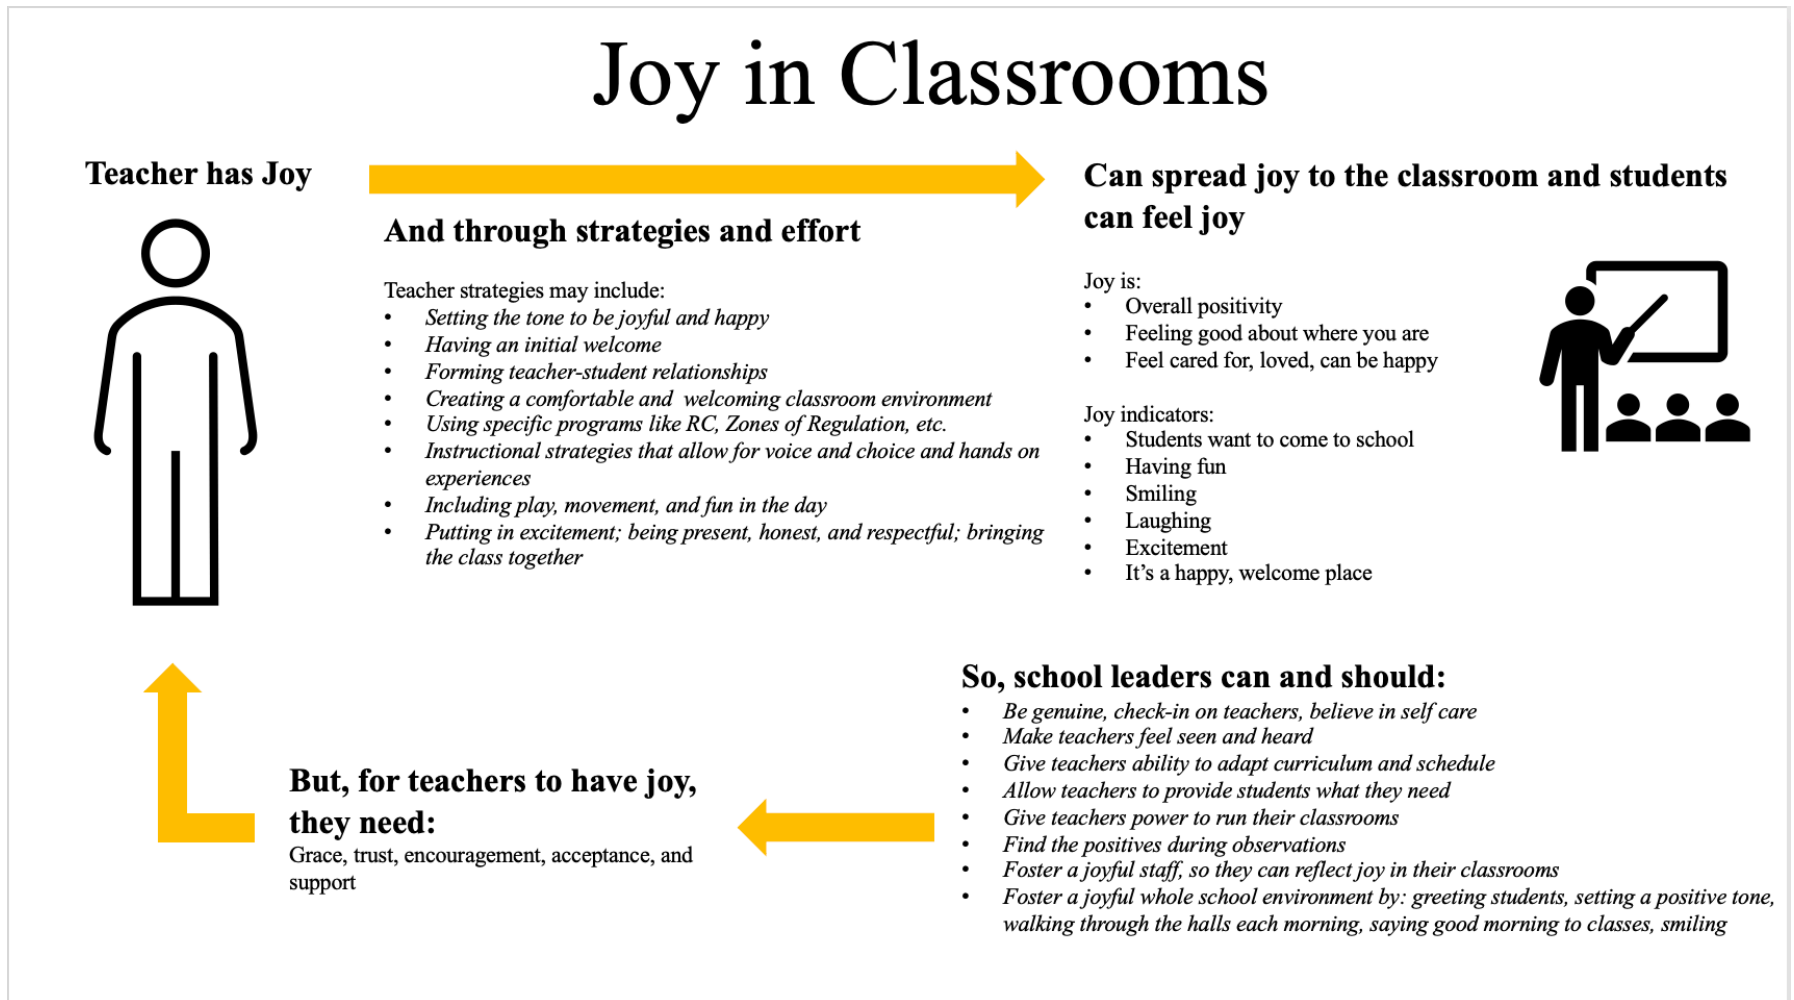 Joy in Classrooms
Teacher has Joy
And through strategies and effort
Teacher strategies may include:
• Setting the tone to be joyful and happy
• Having an initial welcome
• Forming teacher-student relationships
• Creating a comfortable and  welcoming classroom environment
• Using specific programs like RC, Zones of Regulation, etc.
• Instructional strategies that allow for voice and choice and hands on
experiences
• Including play, movement, and fun in the day
• Putting in excitement; being present, honest, and respectful; bringing
the class together
Can spread joy to the classroom and students
can feel joy
Joy is:
• Overall positivity
• Feeling good about where you are
• Feel cared for, loved, can be happy
Joy indicators:
• Students want to come to school
• Having fun
• Smiling
• Laughing
• Excitement
• It’s a happy, welcome place
So, school leaders can and should:
• Be genuine, check-in on teachers, believe in self care
• Make teachers feel seen and heard
• Give teachers ability to adapt curriculum and schedule
• Allow teachers to provide students what they need
• Give teachers power to run their classrooms
• Find the positives during observations
• Foster a joyful staff, so they can reflect joy in their classrooms
• Foster a joyful whole school environment by: greeting students, setting a positive tone,
walking through the halls each morning, saying good morning to classes, smiling
But, for teachers to have joy,
they need:
Grace, trust, encouragement, acceptance, and
support